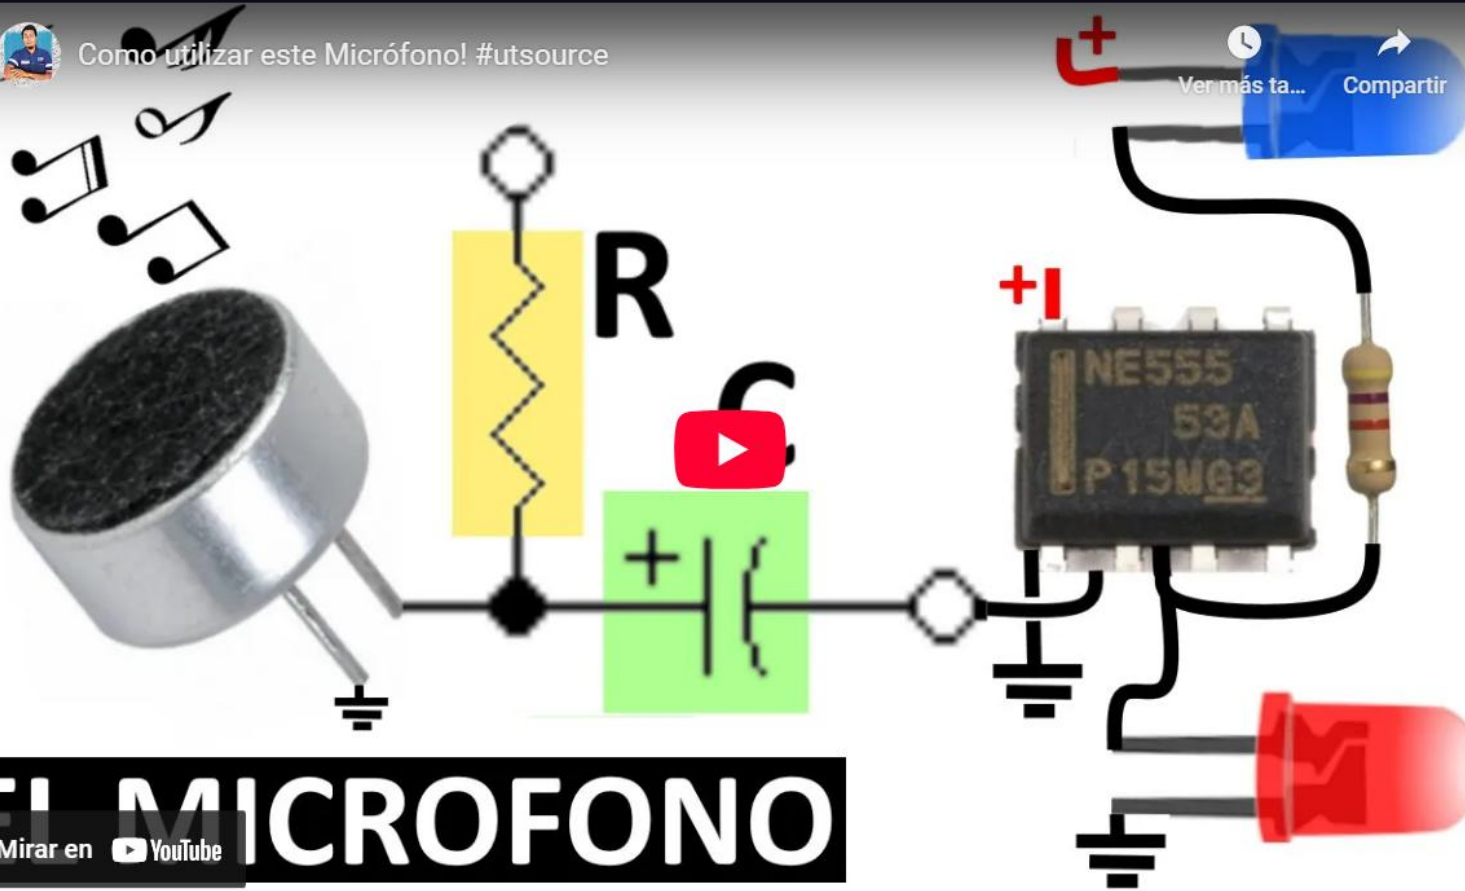 Como utilizar este Micrófono! #utsource
Ver más ta...
Compartir
+
R
+
C
NE555
53A
P15MG3
+
EL MICROFONO
Mirar en YouTube